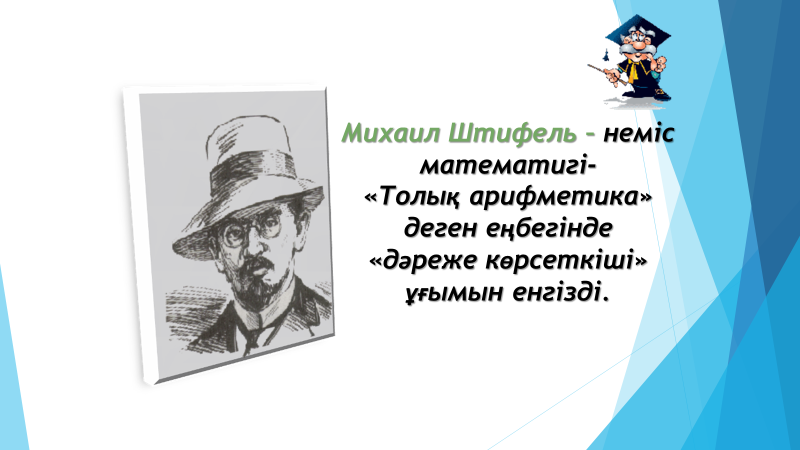 Михаил Штифель – неміс
математигі-
«Толық арифметика»
деген еңбегінде
«дәреже көрсеткіші»
ұғымын енгізді.